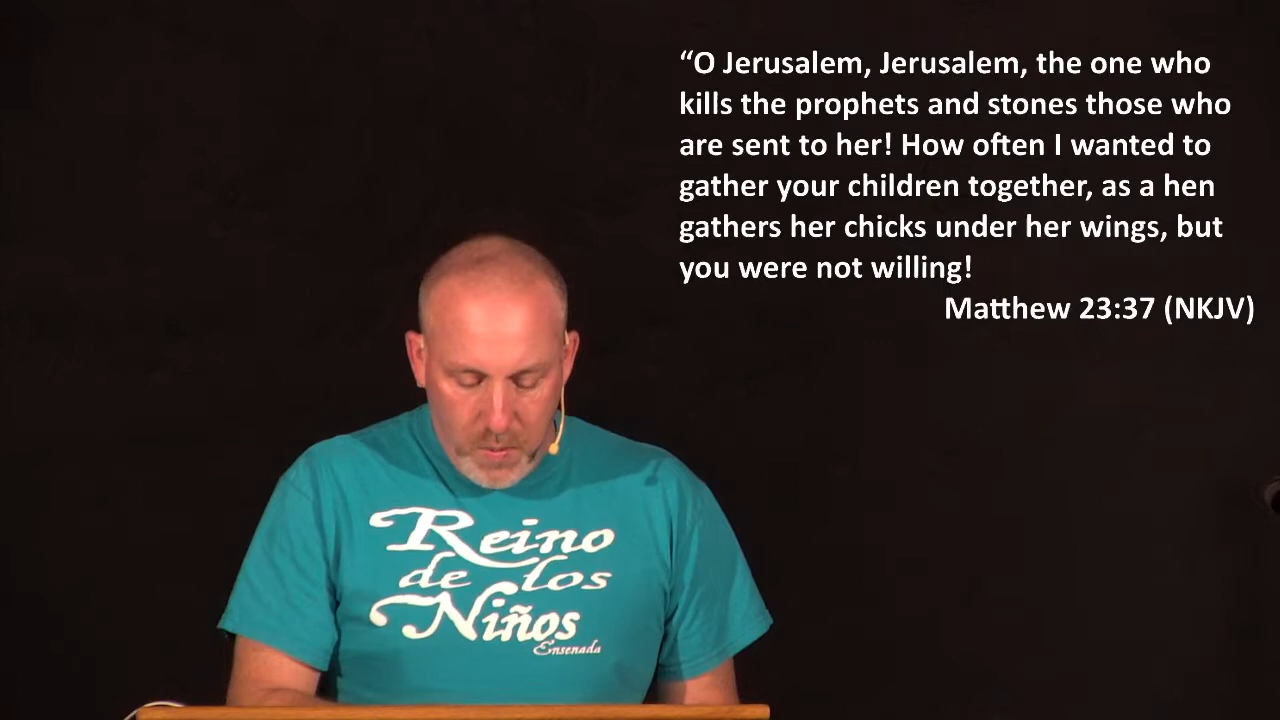 “O Jerusalem, Jerusalem, the one who
kills the prophets and stones those who
are sent to her! How often I wanted to
gather your children together, as a hen
gathers her chicks under her wings, but
you were not willing!
Matthew 23:37 (NKJV)
Reino
de los
Niños
Ensenada